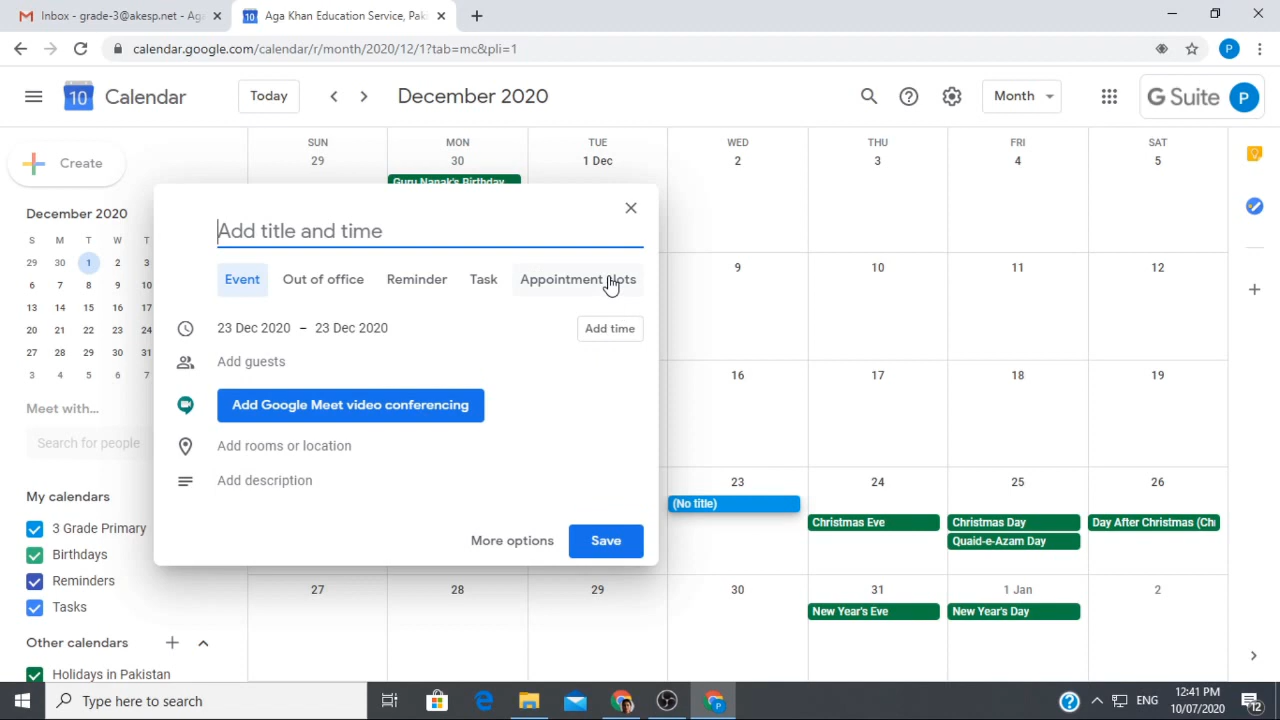 Inbox - grade-3@akesp.net - Aga
Aga Khan Education Service, Pak
calendar.google.com/calendar/r/month/2020/12/1?tab=mc&pli=1
P
10
Calendar
Today
December 2020
Month
G Suite
P
Create
SUN
MON
TUE
WED
THU
FRI
SAT
29
30
1 Dec
2
3
4
5
Guru Nanak's Birthday
December 2020
S M T W T
29 30 1 2 3
6 7 8 9 10
13 14 15 16 17
20 21 22 23 24
27 28 29 30 31
3 4 5 6 7
Meet with...
Search for people
My calendars
3 Grade Primary
Birthdays
Reminders
Tasks
Other calendars
Holidays in Pakistan
Add title and time
Event
Out of office
Reminder
Task
Appointment slots
23 Dec 2020 – 23 Dec 2020
Add time
Add guests
Add Google Meet video conferencing
Add rooms or location
Add description
More options
Save
9
10
11
12
16
17
18
19
23
24
25
26
(No title)
Christmas Eve
Christmas Day
Day After Christmas (Chr
Quaid-e-Azam Day
27
28
29
30
31
1 Jan
2
New Year's Eve
New Year's Day
Type here to search
ENG
12:41 PM
10/07/2020
12